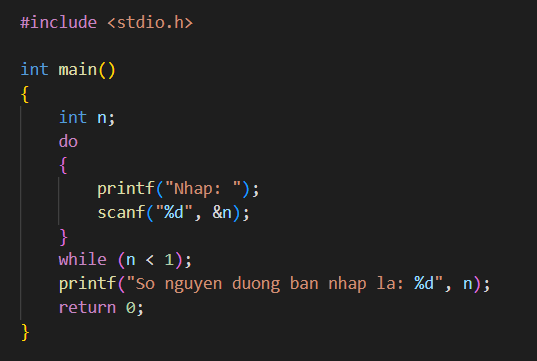 #include <stdio.h>
int main()
{
    int n;
    do
    {
        printf("Nhap: ");
        scanf("%d", &n);
    }
    while (n < 1);
    printf("So nguyen duong ban nhap la: %d", n);
    return 0;
}